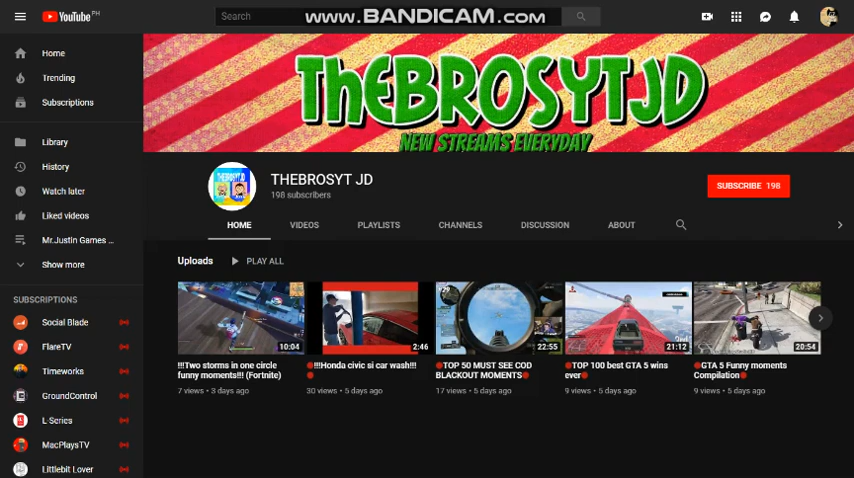 YouTube PH
Search
WWW.BANDICAM.COM
Home
Trending
Subscriptions
Library
History
Watch later
Liked videos
Mr.Justin Games ...
Show more
SUBSCRIPTIONS
Social Blade
FlareTV
Timeworks
GroundControl
L-Series
MacPlaysTV
Littlebit Lover
ThEBROSYTJD
NEW STREAMS EVERYDAY
THEBROSYT JD
THEBROSYT JD
198 subscribers
SUBSCRIBE 198
HOME
VIDEOS
PLAYLISTS
CHANNELS
DISCUSSION
ABOUT
Uploads
PLAY ALL
10:04
2:46
29
22:55
21:12
20:54
!!!Two storms in one circle
funny moments!!! (Fortnite)
7 views • 3 days ago
🔴!!!Honda civic si car wash!!!
🔴
30 views • 5 days ago
🔴TOP 50 MUST SEE COD
BLACKOUT MOMENTS🔴
17 views • 5 days ago
🔴TOP 100 best GTA 5 wins
ever🔴
9 views • 5 days ago
🔴GTA 5 Funny moments
Compilation🔴
9 views • 5 days ago